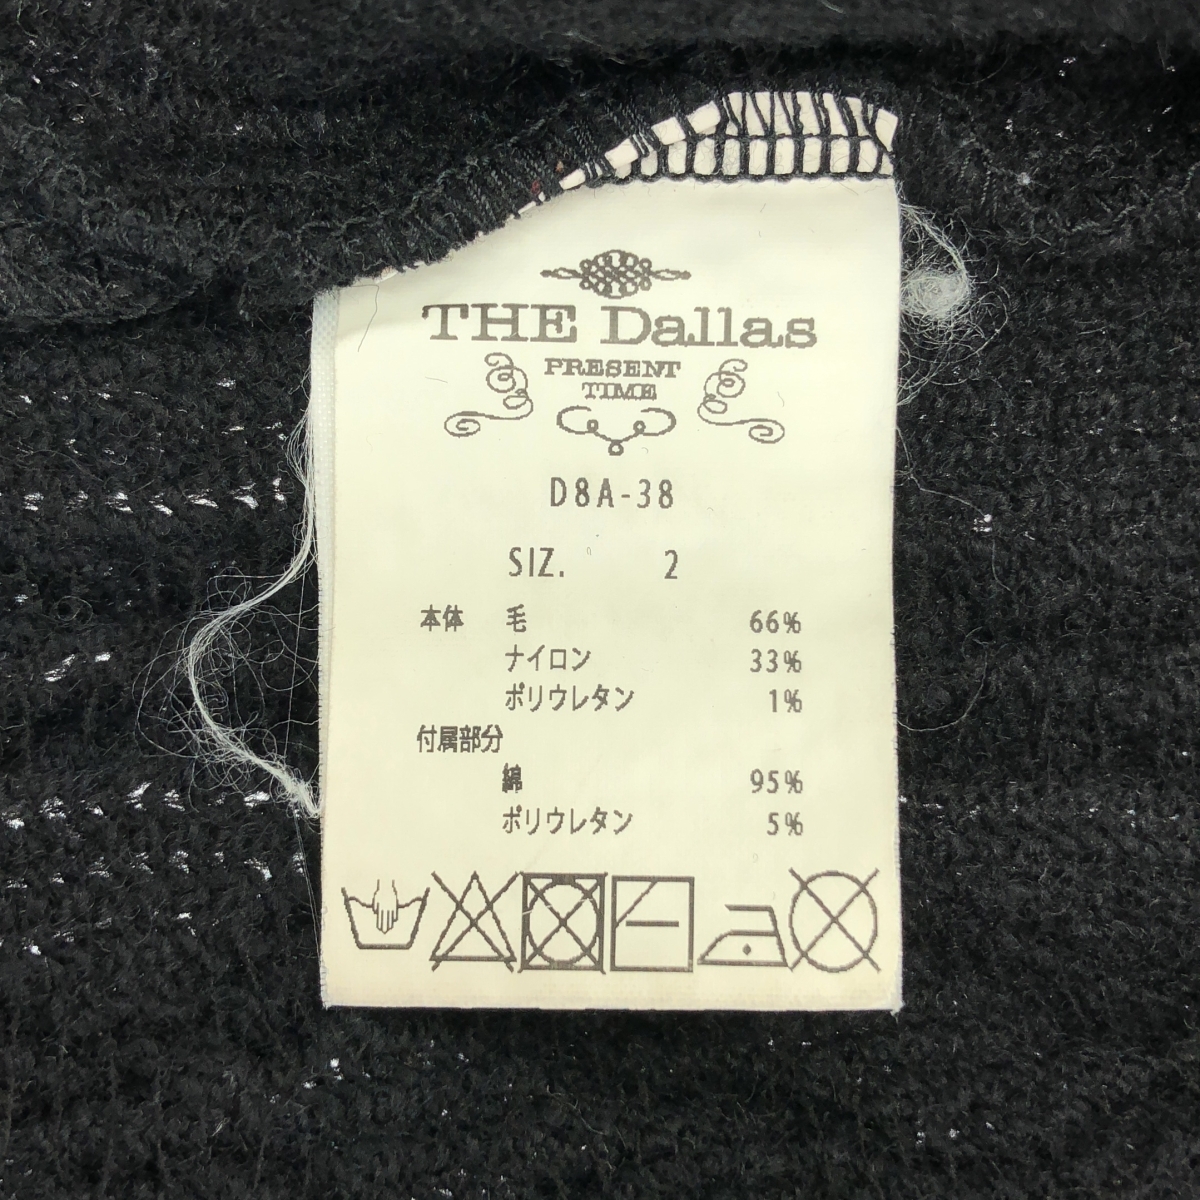 THE Dallas
PRESENT
TIME
D8A-38
SIZ. 2
本体 毛 66%
ナイロン 33%
ポリウレタン 1%
付属部分
綿 95%
ポリウレタン 5%